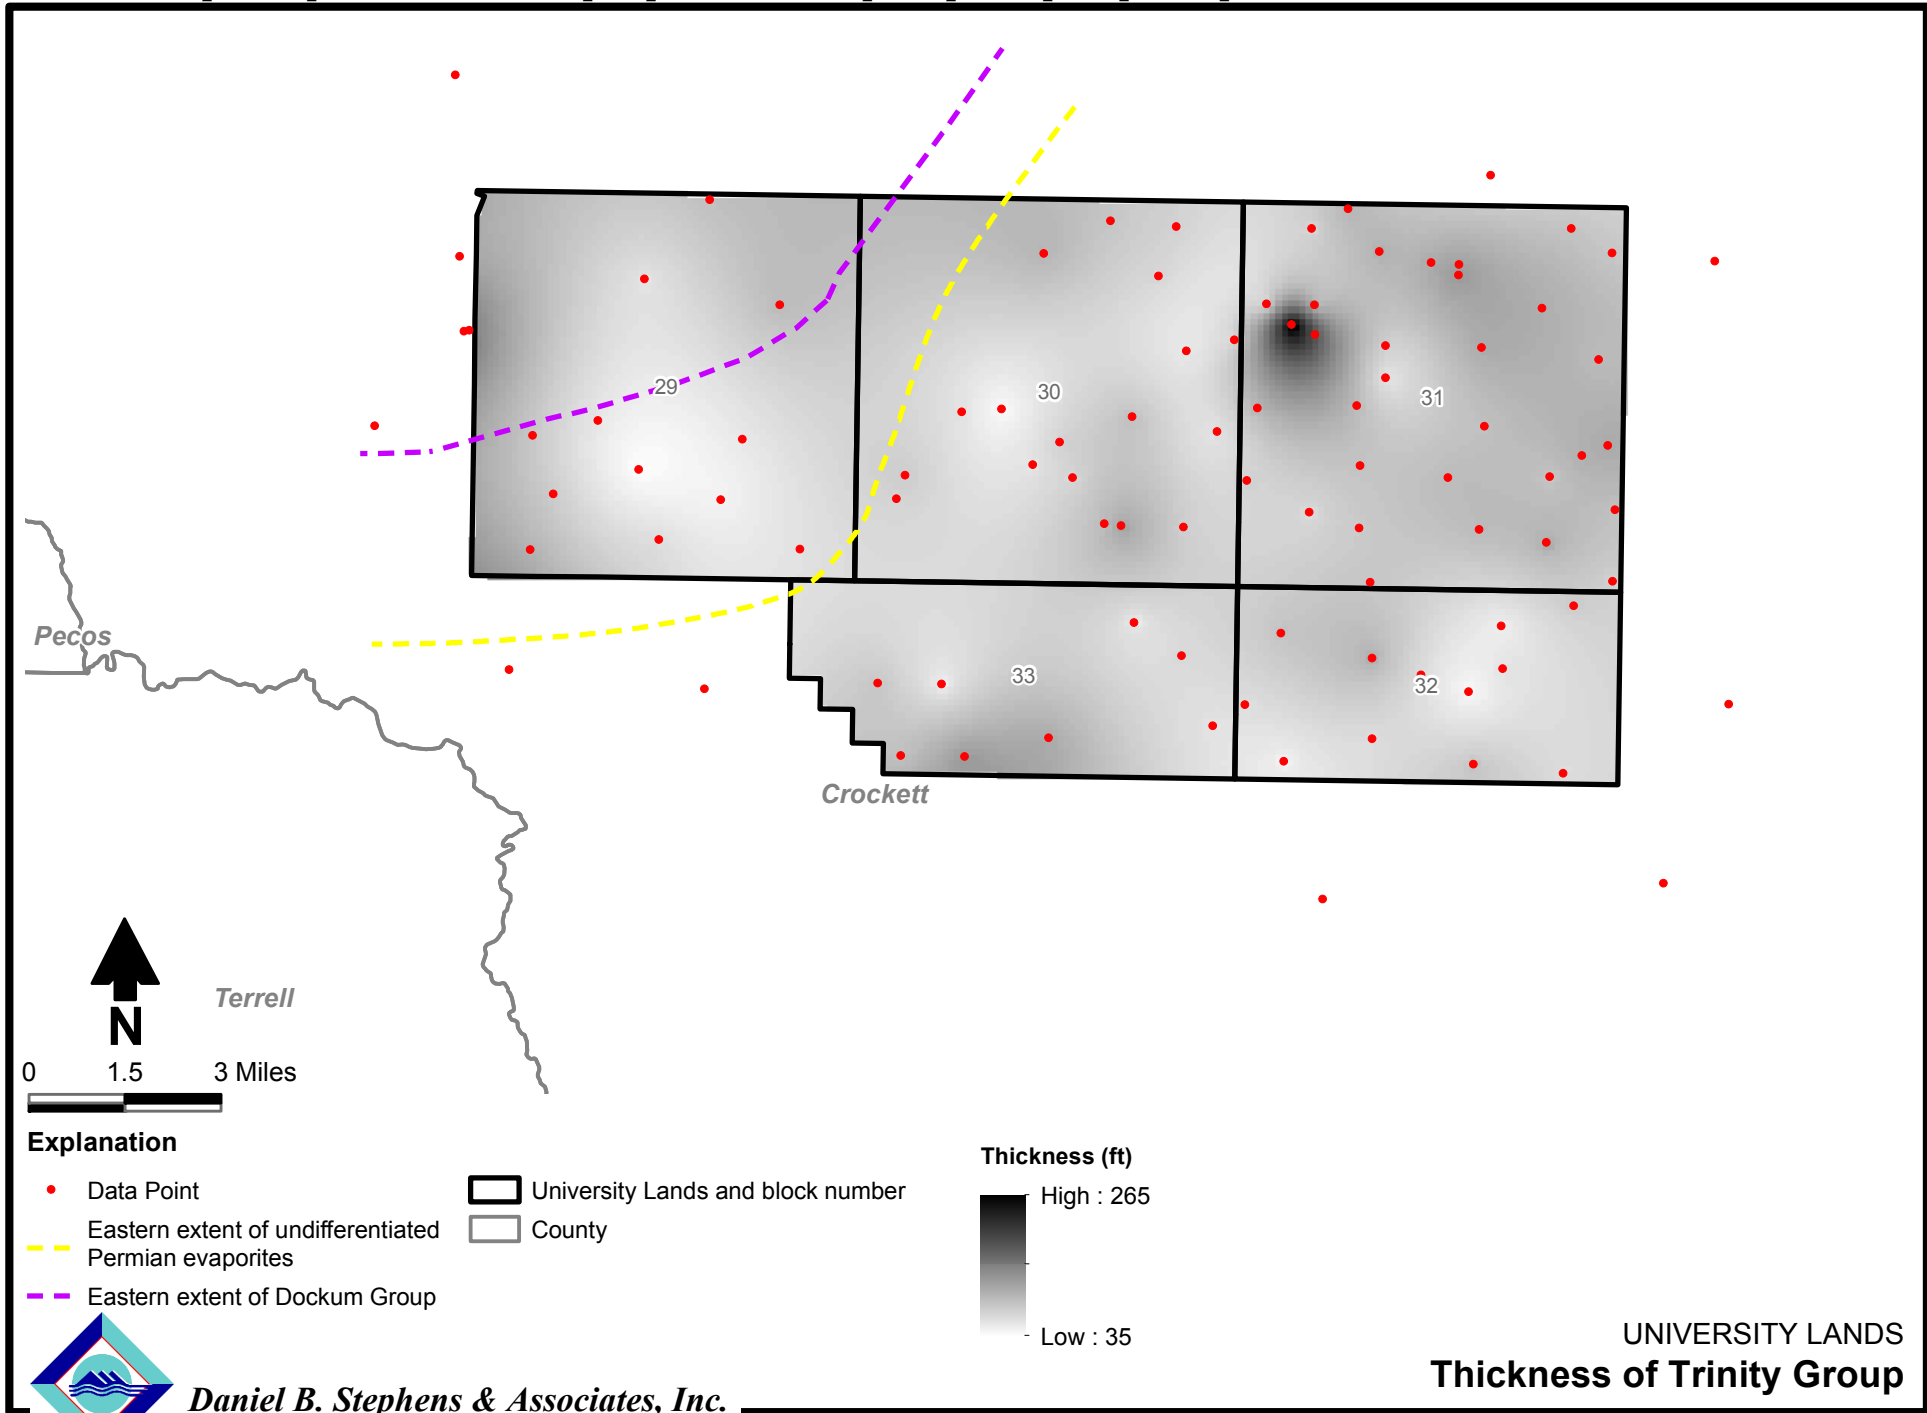 29
30
31
Pecos
33
32
Crockett
Terrell
N
0 1.5 3 Miles
Explanation
Data Point
Eastern extent of undifferentiated
Permian evaporites
Eastern extent of Dockum Group
University Lands and block number
County
Thickness (ft)
High : 265
Low : 35
UNIVERSITY LANDS
Thickness of Trinity Group
Daniel B. Stephens & Associates, Inc.